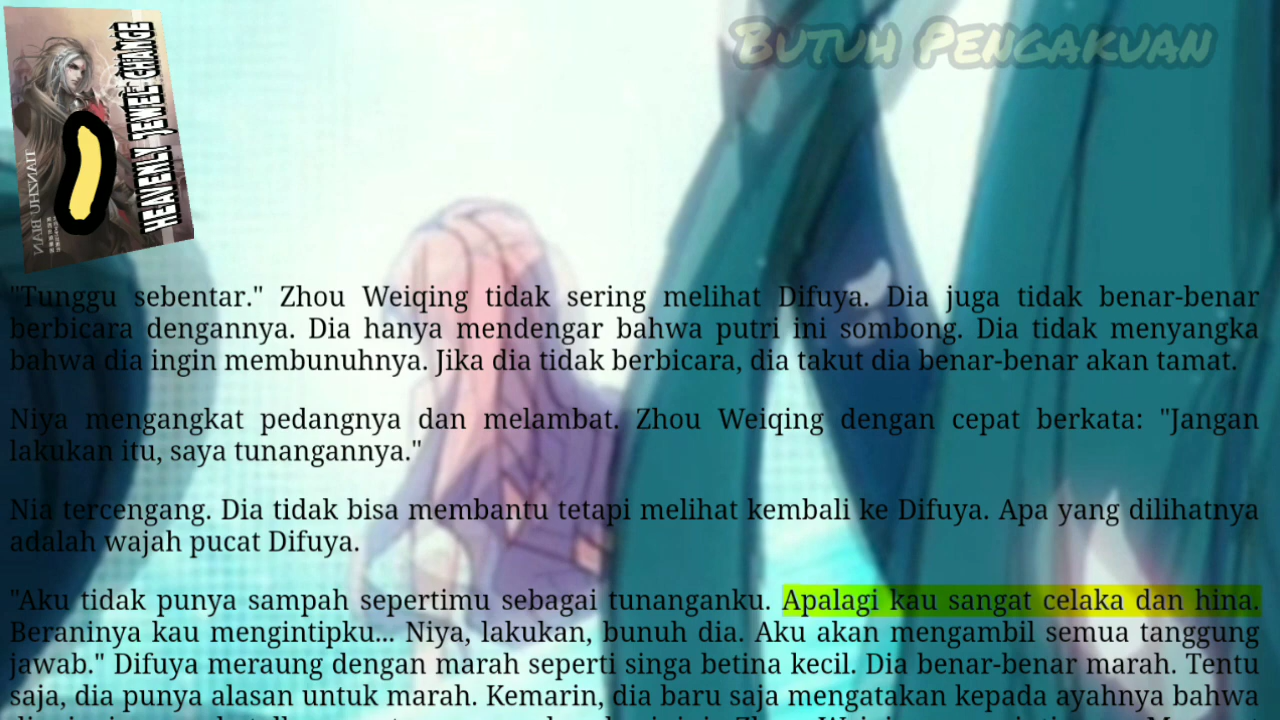 Butuh Pengakuan
HEAVENLY JEWEL CHANGE
TIANZHU BIAN
"Tunggu sebentar." Zhou Weiqing tidak sering melihat Difuya. Dia juga tidak benar-benar
berbicara dengannya. Dia hanya mendengar bahwa putri ini sombong. Dia tidak menyangka
bahwa dia ingin membunuhnya. Jika dia tidak berbicara, dia takut dia benar-benar akan tamat.
Niya mengangkat pedangnya dan melambat. Zhou Weiqing dengan cepat berkata: "Jangan
lakukan itu, saya tunangannya."
Nia tercengang. Dia tidak bisa membantu tetapi melihat kembali ke Difuya. Apa yang dilihatnya
adalah wajah pucat Difuya.
"Aku tidak punya sampah sepertimu sebagai tunanganku. Apalagi kau sangat celaka dan hina.
Beraninya kau mengintipku... Niya, lakukan, bunuh dia. Aku akan mengambil semua tanggung
jawab." Difuya meraung dengan marah seperti singa betina kecil. Dia benar-benar marah. Tentu
saja, dia punya alasan untuk marah. Kemarin, dia baru saja mengatakan kepada ayahnya bahwa